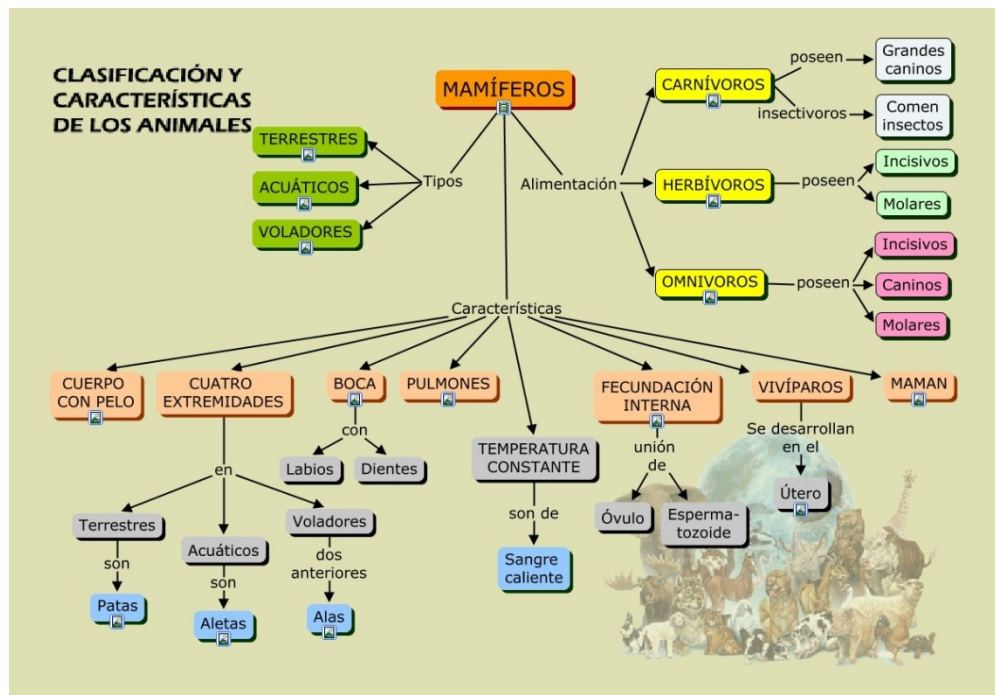 CLASIFICACIÓN Y
CARACTERÍSTICAS
DE LOS ANIMALES
MAMÍFEROS
Tipos
TERRESTRES
ACUÁTICOS
VOLADORES
Alimentación
CARNÍVOROS
poseen
Grandes
caninos
insectivoros
Comen
insectos
HERBÍVOROS
poseen
Incisivos
Molares
OMNIVOROS
poseen
Incisivos
Caninos
Molares
Características
CUERPO
CON PELO
CUATRO
EXTREMIDADES
en
Terrestres
son
Patas
Acuáticos
son
Aletas
Voladores
dos
anteriores
Alas
BOCA
con
Labios
Dientes
PULMONES
TEMPERATURA
CONSTANTE
son de
Sangre
caliente
FECUNDACIÓN
INTERNA
unión
de
Óvulo
Esperma-
tozoide
VIVÍPAROS
Se desarrollan
en el
Útero
MAMAN